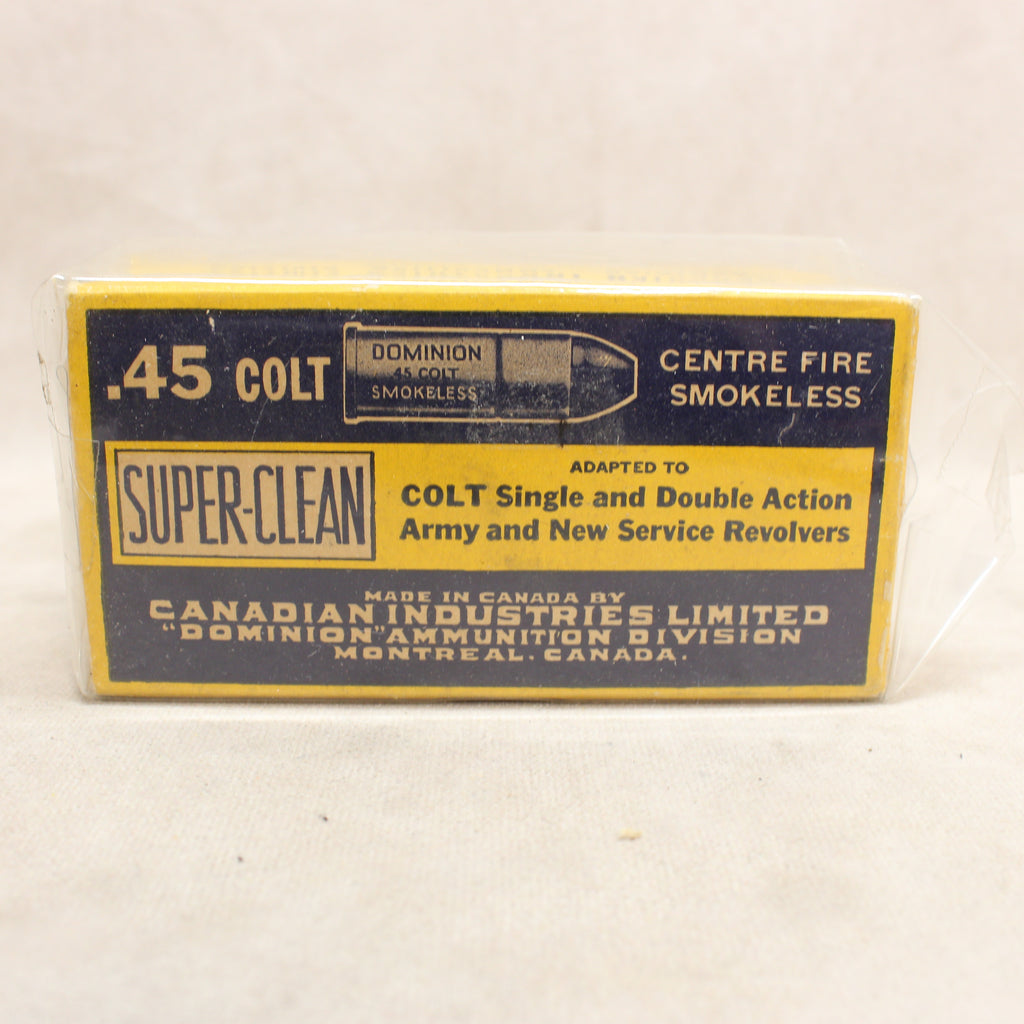 .45 COLT
DOMINION
45 COLT
SMOKELESS
CENTRE FIRE
SMOKELESS
SUPER-CLEAN
ADAPTED TO
COLT Single and Double Action
Army and New Service Revolvers
MADE IN CANADA BY
CANADIAN INDUSTRIES LIMITED
"DOMINION" AMMUNITION DIVISION
MONTREAL. CANADA.